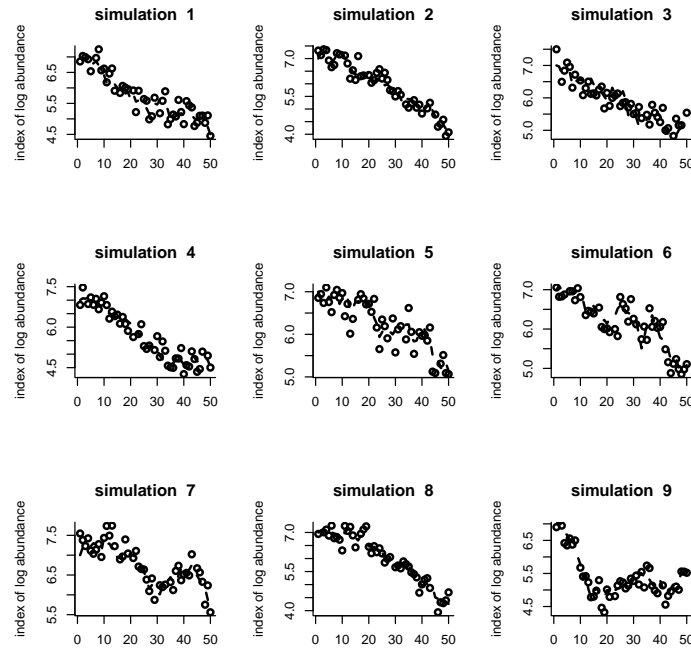 simulation 1
simulation 2
simulation 3
index of log abundance
6.5
5.5
4.5
0 10 20 30 40 50
index of log abundance
7.0
5.5
4.0
0 10 20 30 40 50
index of log abundance
7.0
6.0
5.0
0 10 20 30 40 50
simulation 4
simulation 5
simulation 6
index of log abundance
7.5
6.0
4.5
0 10 20 30 40 50
index of log abundance
7.0
6.0
5.0
0 10 20 30 40 50
index of log abundance
7.0
6.0
5.0
0 10 20 30 40 50
simulation 7
simulation 8
simulation 9
index of log abundance
7.5
6.5
5.5
0 10 20 30 40 50
index of log abundance
7.0
5.5
4.0
0 10 20 30 40 50
index of log abundance
6.5
5.5
4.5
0 10 20 30 40 50